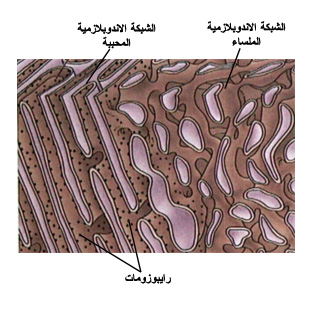 الشبكة الاندوبلازمية
المحببة
الشبكة الاندوبلازمية
الملساء
رايبوزومات